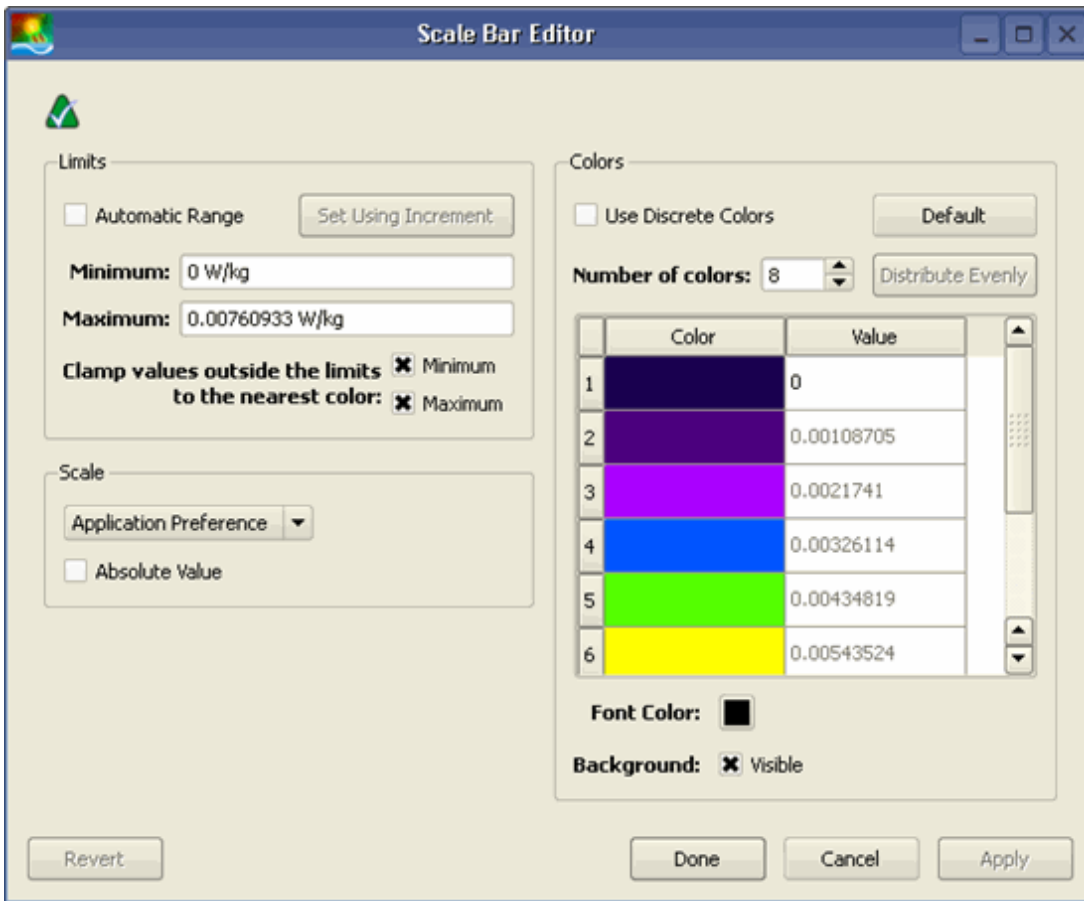 Scale Bar Editor
Limits
Automatic Range
Set Using Increment
Minimum: 0 W/kg
Maximum: 0.00760933 W/kg
Clamp values outside the limits
to the nearest color:
Minimum
Maximum
Scale
Application Preference
Absolute Value
Colors
Use Discrete Colors
Default
Number of colors: 8
Distribute Evenly
Color Value
1 0
2 0.00108705
3 0.0021741
4 0.00326114
5 0.00434819
6 0.00543524
Font Color:
Background: Visible
Revert
Done
Cancel
Apply